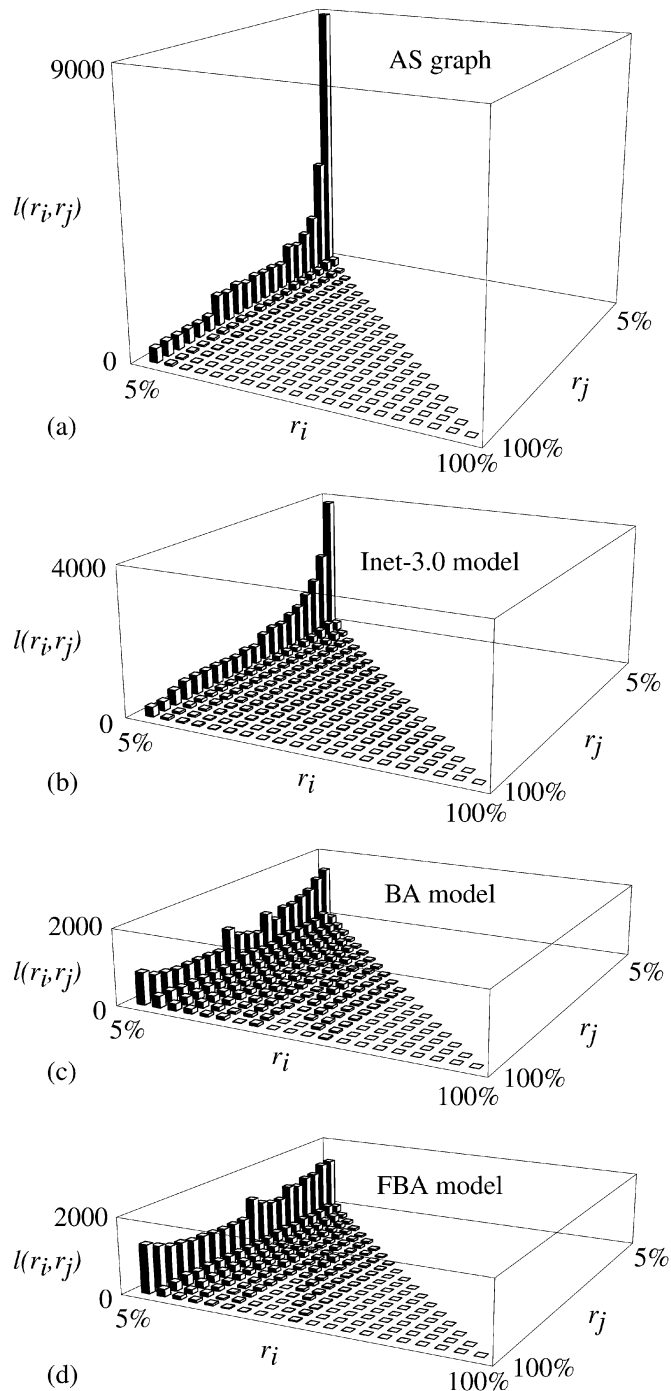 AS graph
9000
l(ri,rj)
0
5%
5%
rj
ri
100%
100%
(a)
Inet-3.0 model
4000
l(ri,rj)
0
5%
5%
rj
ri
100%
100%
(b)
BA model
2000
l(ri,rj)
0
5%
5%
rj
ri
100%
100%
(c)
FBA model
2000
l(ri,rj)
0
5%
5%
rj
ri
100%
100%
(d)